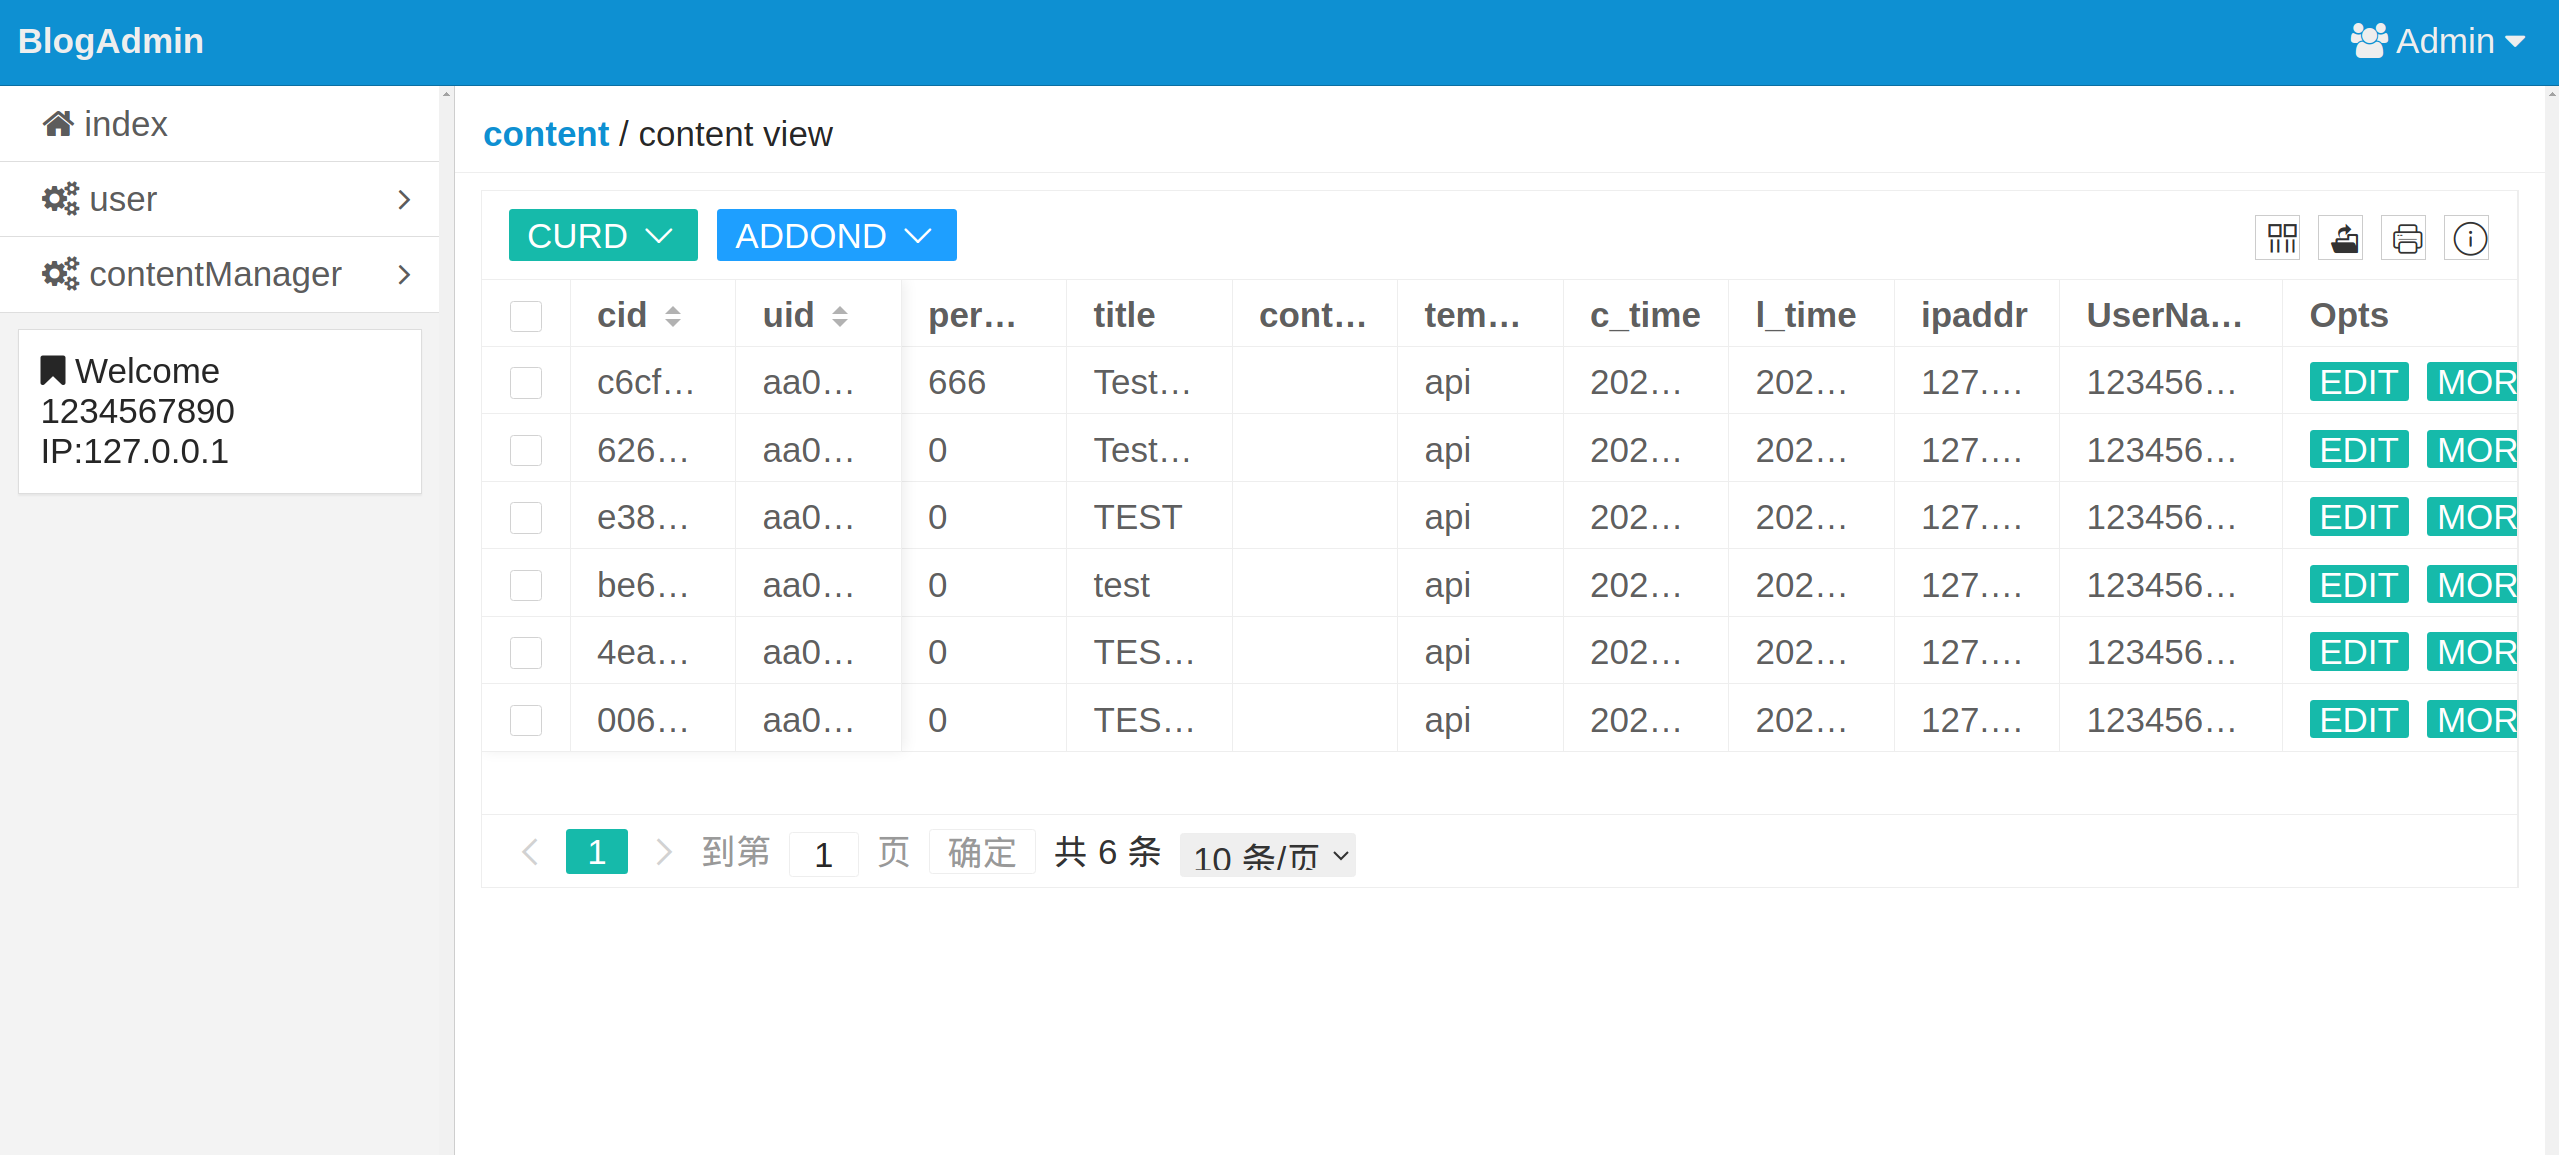 BlogAdmin
Admin
index
user
contentManager
Welcome
1234567890
IP:127.0.0.1
content / content view
CURD ADDOND
cid uid per… title cont… tem… c_time l_time ipaddr UserNa… Opts
c6cf… aa0… 666 Test… api 202… 202… 127.… 123456… EDIT MOR
626… aa0… 0 Test… api 202… 202… 127.… 123456… EDIT MOR
e38… aa0… 0 TEST api 202… 202… 127.… 123456… EDIT MOR
be6… aa0… 0 test api 202… 202… 127.… 123456… EDIT MOR
4ea… aa0… 0 TES… api 202… 202… 127.… 123456… EDIT MOR
006… aa0… 0 TES… api 202… 202… 127.… 123456… EDIT MOR
1 到第 1 页 确定 共 6 条 10 条/页